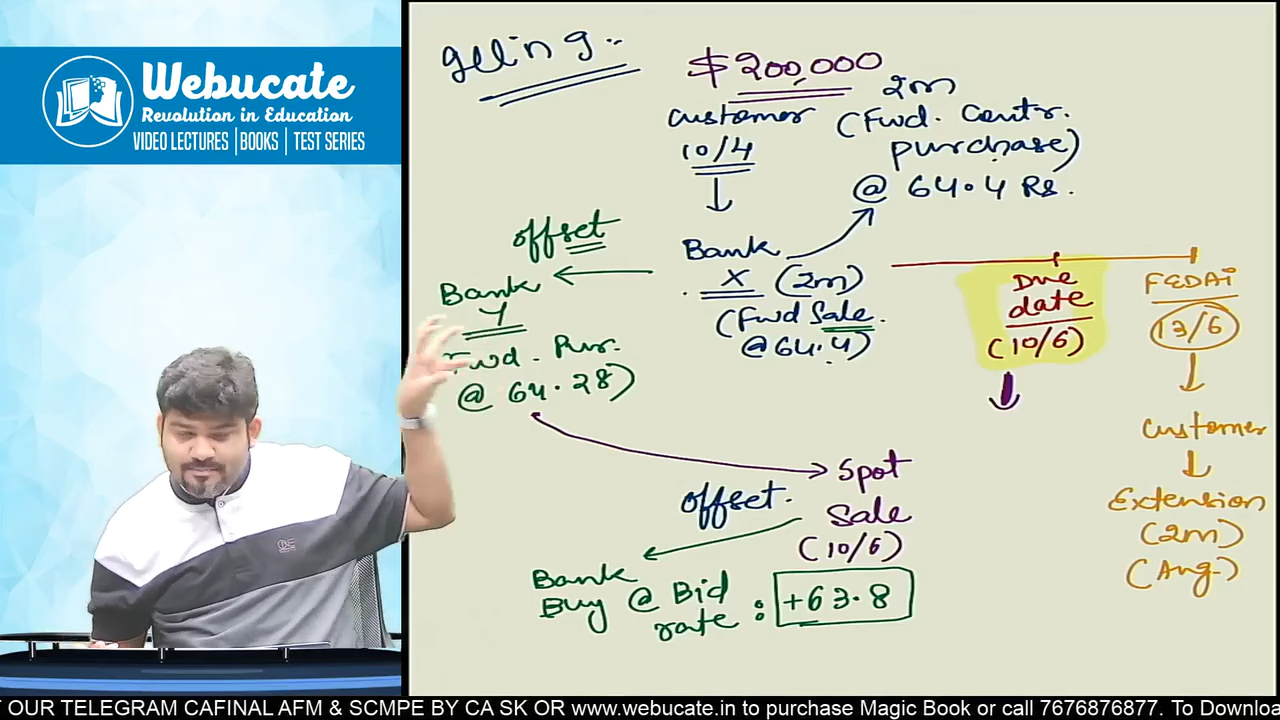 Webucate
Revolution in Education
VIDEO LECTURES | BOOKS | TEST SERIES
$ 200,000
customer
10/4
2m
(Fwd. Contr.
purchase)
@ 64.4 Rs.
offset
Bank
X (2m)
(Fwd Sale.
@64.4)
Bank
Y
Fwd. Pur.
@ 64.28)
Due
date
(10/6)
FEDAi
13/6
customer
Extension
(2m)
(Aug.)
Spot
Sale
(10/6)
offset.
Bank
Buy @ Bid
rate : +63.8
T OUR TELEGRAM CAFINAL AFM & SCMPE BY CA SK OR www.webucate.in to purchase Magic Book or call 7676876877. To Downloa